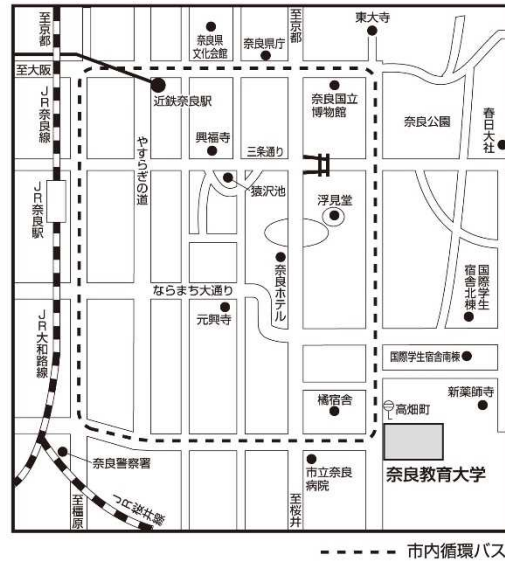 至京都
至京都
奈良県
文化会館
奈良県庁
東大寺
至大阪
近鉄奈良駅
奈良国立
博物館
奈良公園
春日大社
JR奈良線
やすらぎの道
興福寺
三条通り
猿沢池
浮見堂
JR奈良駅
奈良ホテル
国際学生
宿舎北棟
ならまち大通り
元興寺
JR大和路線
国際学生宿舎南棟
橘宿舎
高畑町
新薬師寺
奈良警察署
市立奈良
病院
奈良教育大学
至橿原
JR桜井線
至桜井
市内循環バス